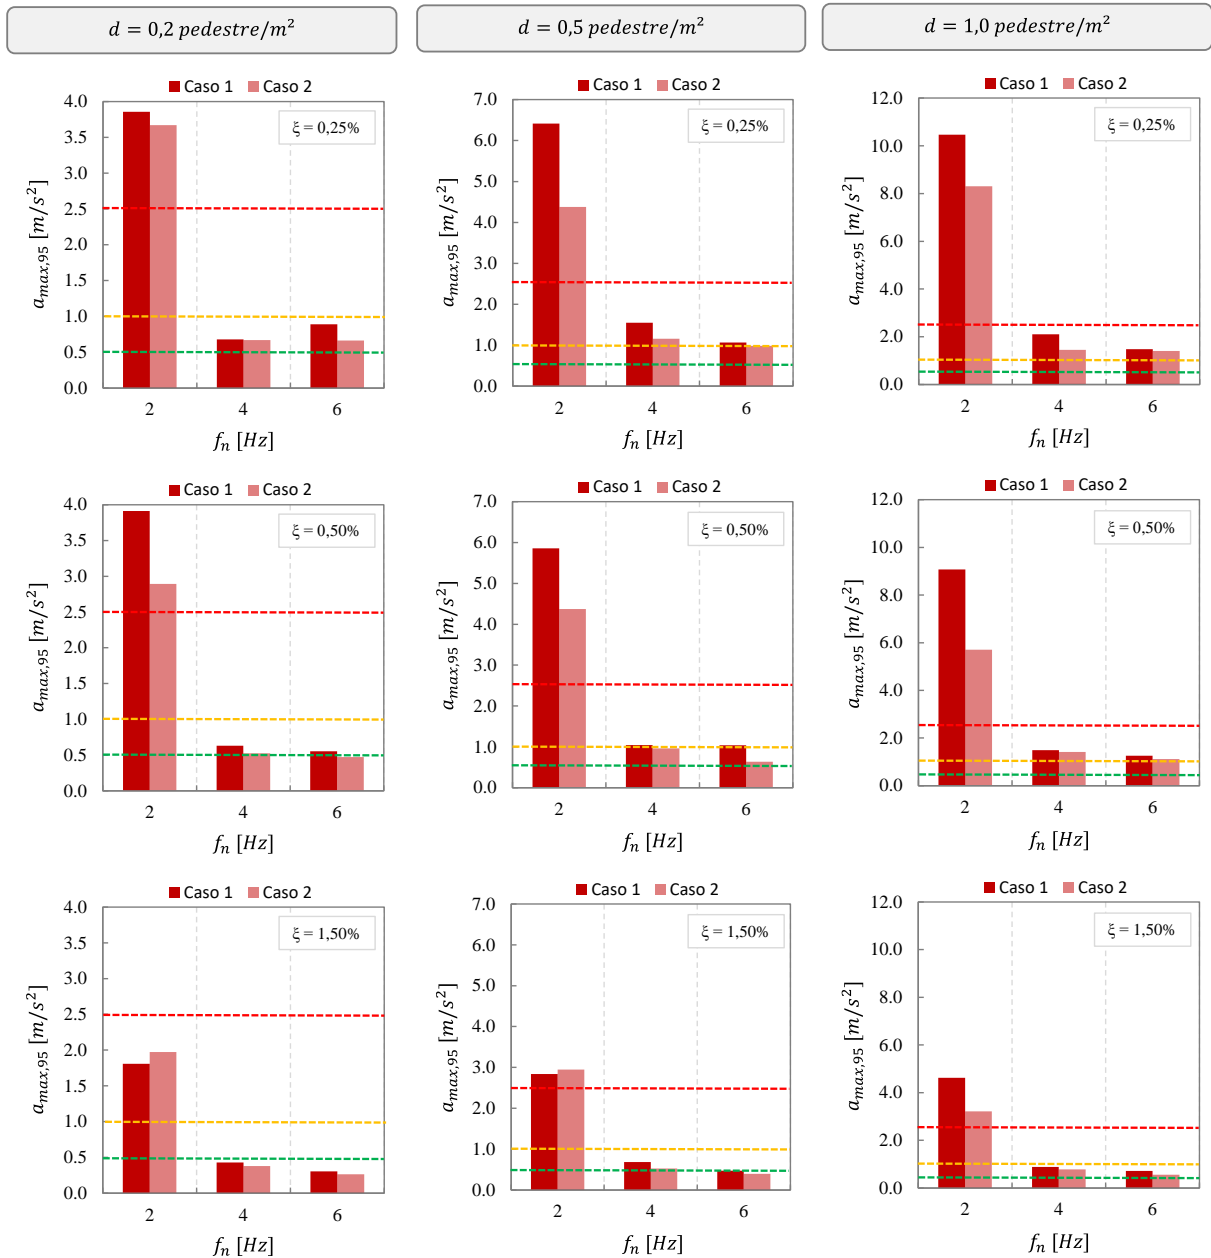 d = 0,2 pedestre/m²
d = 0,5 pedestre/m²
d = 1,0 pedestre/m²
Caso 1 Caso 2
ξ = 0,25%
a_max,95 [m/s²]
4.0
3.5
3.0
2.5
2.0
1.5
1.0
0.5
0.0
2 4 6
f_n [Hz]
Caso 1 Caso 2
ξ = 0,25%
a_max,95 [m/s²]
7.0
6.0
5.0
4.0
3.0
2.0
1.0
0.0
2 4 6
f_n [Hz]
Caso 1 Caso 2
ξ = 0,25%
a_max,95 [m/s²]
12.0
10.0
8.0
6.0
4.0
2.0
0.0
2 4 6
f_n [Hz]
Caso 1 Caso 2
ξ = 0,50%
a_max,95 [m/s²]
4.0
3.5
3.0
2.5
2.0
1.5
1.0
0.5
0.0
2 4 6
f_n [Hz]
Caso 1 Caso 2
ξ = 0,50%
a_max,95 [m/s²]
7.0
6.0
5.0
4.0
3.0
2.0
1.0
0.0
2 4 6
f_n [Hz]
Caso 1 Caso 2
ξ = 0,50%
a_max,95 [m/s²]
12.0
10.0
8.0
6.0
4.0
2.0
0.0
2 4 6
f_n [Hz]
Caso 1 Caso 2
ξ = 1,50%
a_max,95 [m/s²]
4.0
3.5
3.0
2.5
2.0
1.5
1.0
0.5
0.0
2 4 6
f_n [Hz]
Caso 1 Caso 2
ξ = 1,50%
a_max,95 [m/s²]
7.0
6.0
5.0
4.0
3.0
2.0
1.0
0.0
2 4 6
f_n [Hz]
Caso 1 Caso 2
ξ = 1,50%
a_max,95 [m/s²]
12.0
10.0
8.0
6.0
4.0
2.0
0.0
2 4 6
f_n [Hz]